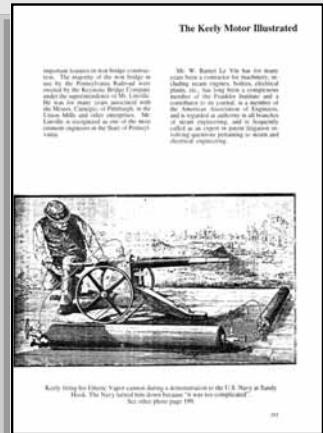 The Keely Motor Illustrated
important features in iron bridge construc-
tion. The majority of the iron bridge in
use by the Pennsylvania Railroad were
erected by the Keystone Bridge Company
under the superintendence of Mr. Linville.
He was for many years associated with
the Messrs. Carnegie, of Pittsburgh, in the
Union Mills and other enterprises. Mr.
Linville is recognized as one of the most
eminent engineers in the State of Pennsyl-
vania.
Mr. W. Barnet Le Van has for many
years been a contractor for machinery, in-
cluding steam engines, boilers, electrical
plants, etc., has long been a conspicuous
member of the Franklin Institute and a
contributor to its journal, is a member of
the American Association of Engineers,
and is regarded as authority in all branches
of steam engineering, and is frequently
called as an expert in patent litigation in-
volving questions pertaining to steam and
electrical engineering.
Keely firing his Etheric Vapor cannon during a demonstration to the U.S. Navy at Sandy
Hook. The Navy turned him down because "it was too complicated".
See other photo page 199.